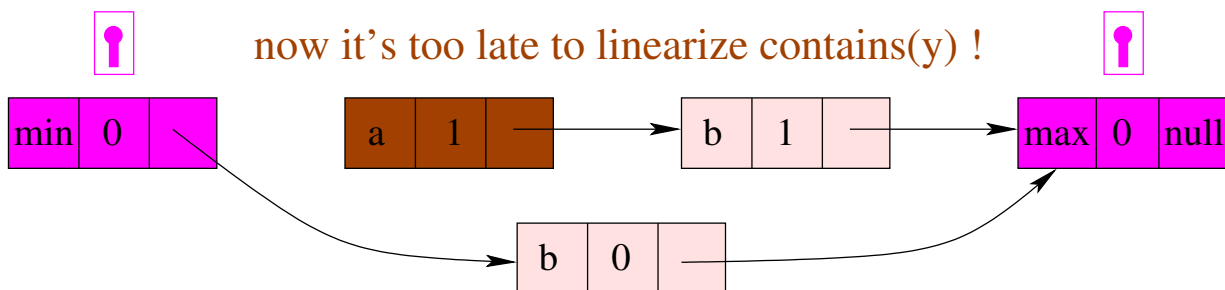 now it's too late to linearize contains(y) !
min 0 a 1 b 1 max 0 null
b 0